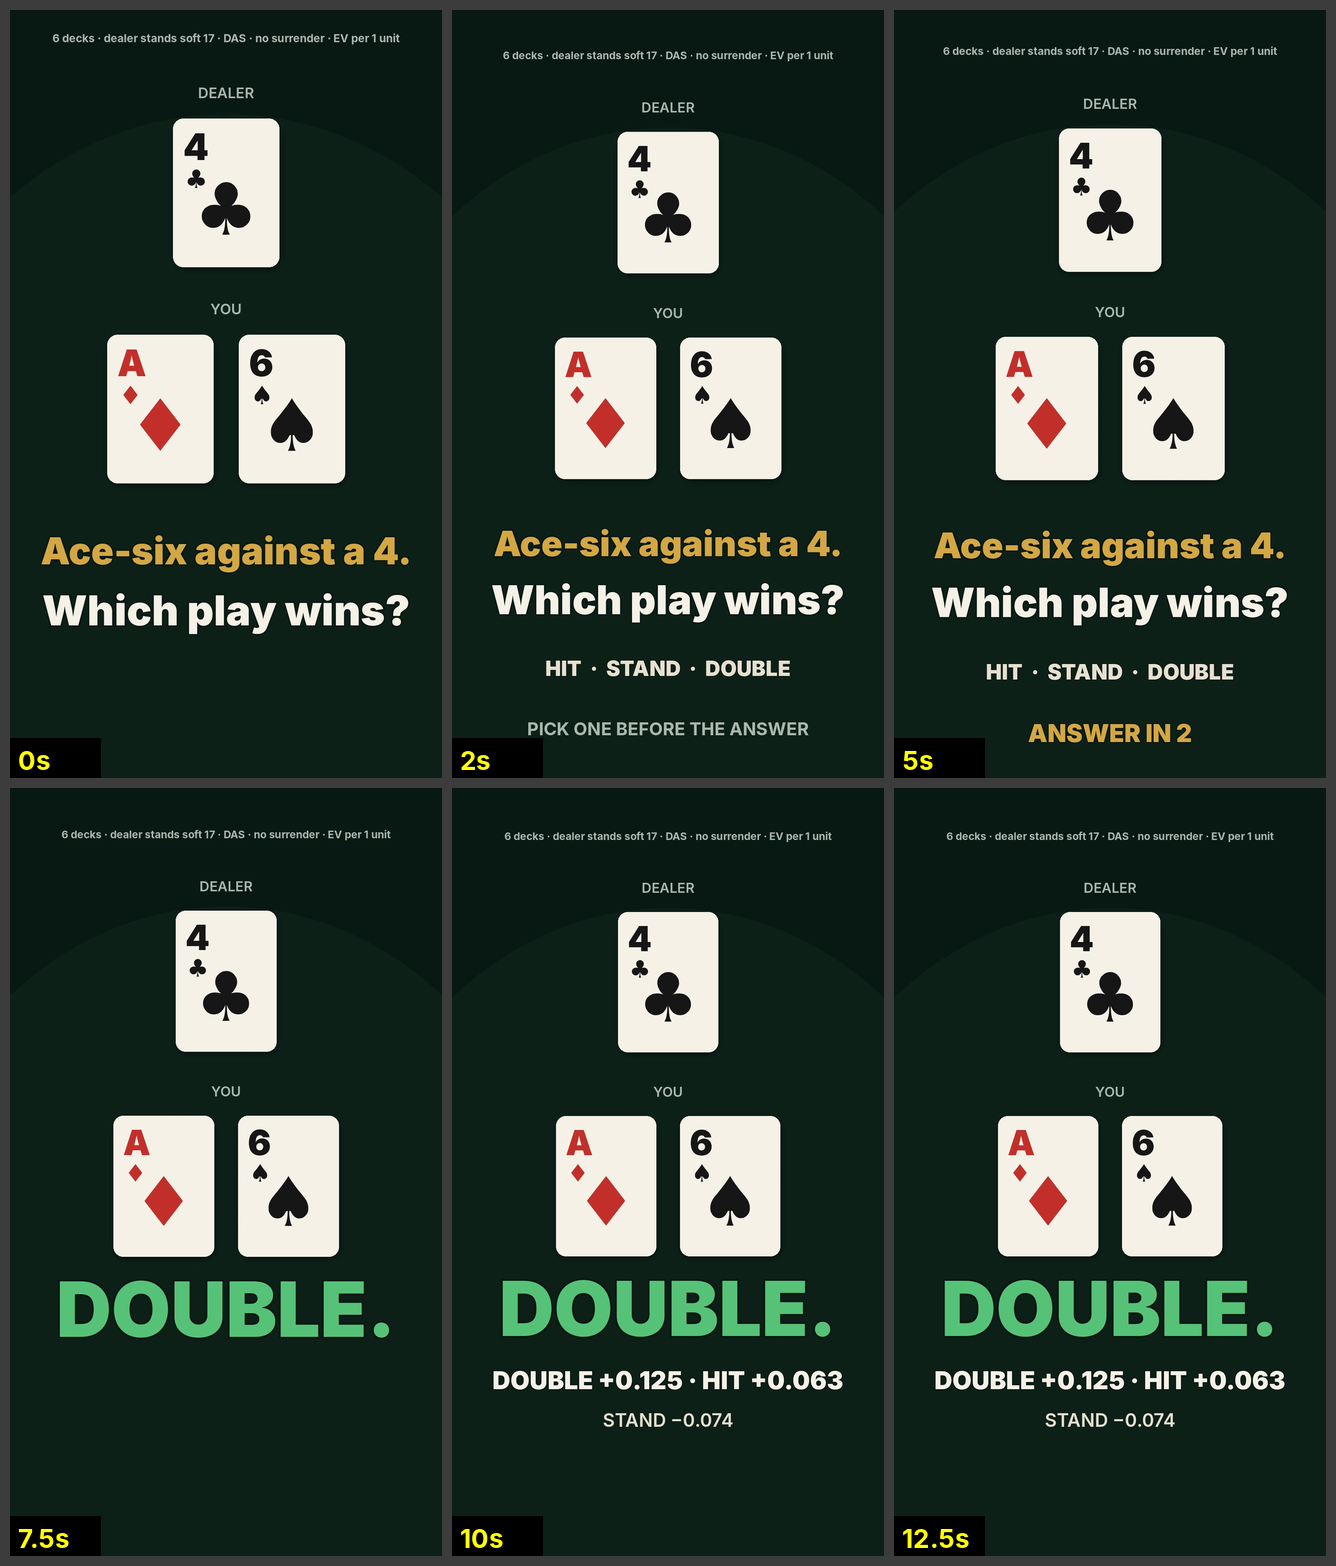 6 decks · dealer stands soft 17 · DAS · no surrender · EV per 1 unit
DEALER
4
YOU
A
6
Ace-six against a 4.
Which play wins?
0s
6 decks · dealer stands soft 17 · DAS · no surrender · EV per 1 unit
DEALER
4
YOU
A
6
Ace-six against a 4.
Which play wins?
HIT · STAND · DOUBLE
PICK ONE BEFORE THE ANSWER
2s
6 decks · dealer stands soft 17 · DAS · no surrender · EV per 1 unit
DEALER
4
YOU
A
6
Ace-six against a 4.
Which play wins?
HIT · STAND · DOUBLE
ANSWER IN 2
5s
6 decks · dealer stands soft 17 · DAS · no surrender · EV per 1 unit
DEALER
4
YOU
A
6
DOUBLE.
7.5s
6 decks · dealer stands soft 17 · DAS · no surrender · EV per 1 unit
DEALER
4
YOU
A
6
DOUBLE.
DOUBLE +0.125 · HIT +0.063
STAND −0.074
10s
6 decks · dealer stands soft 17 · DAS · no surrender · EV per 1 unit
DEALER
4
YOU
A
6
DOUBLE.
DOUBLE +0.125 · HIT +0.063
STAND −0.074
12.5s